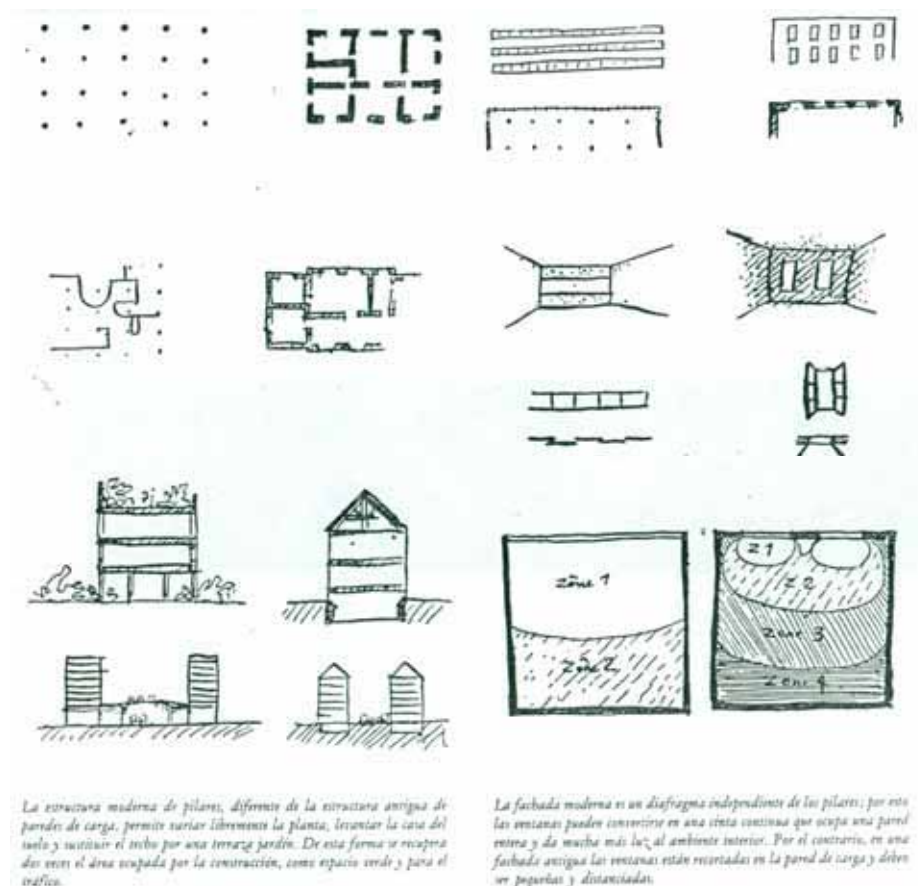 zône 1
zône 2
Z1
Z2
zone 3
zone 4
La estructura moderna de pilares, diferente de la estructura antigua de
paredes de carga, permite variar libremente la planta, levantar la casa del
suelo y sustituir el techo por una terraza jardín. De esta forma se recupera
dos veces el área ocupada por la construcción, como espacio verde y para el
tráfico.
La fachada moderna es un diafragma independiente de los pilares; por esto
las ventanas pueden convertirse en una cinta continua que ocupa una pared
entera y da mucha más luz al ambiente interior. Por el contrario, en una
fachada antigua las ventanas están recortadas en la pared de carga y deben
ser pequeñas y distanciadas.